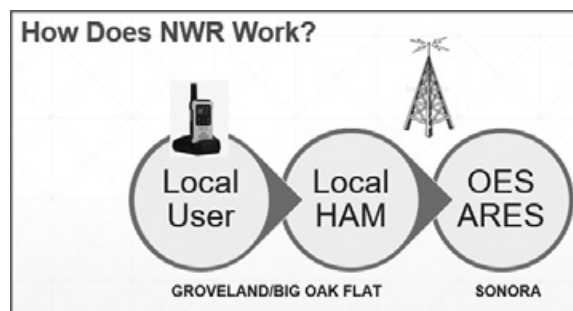 How Does NWR Work?
Local
User
Local
HAM
OES
ARES
GROVELAND/BIG OAK FLAT
SONORA